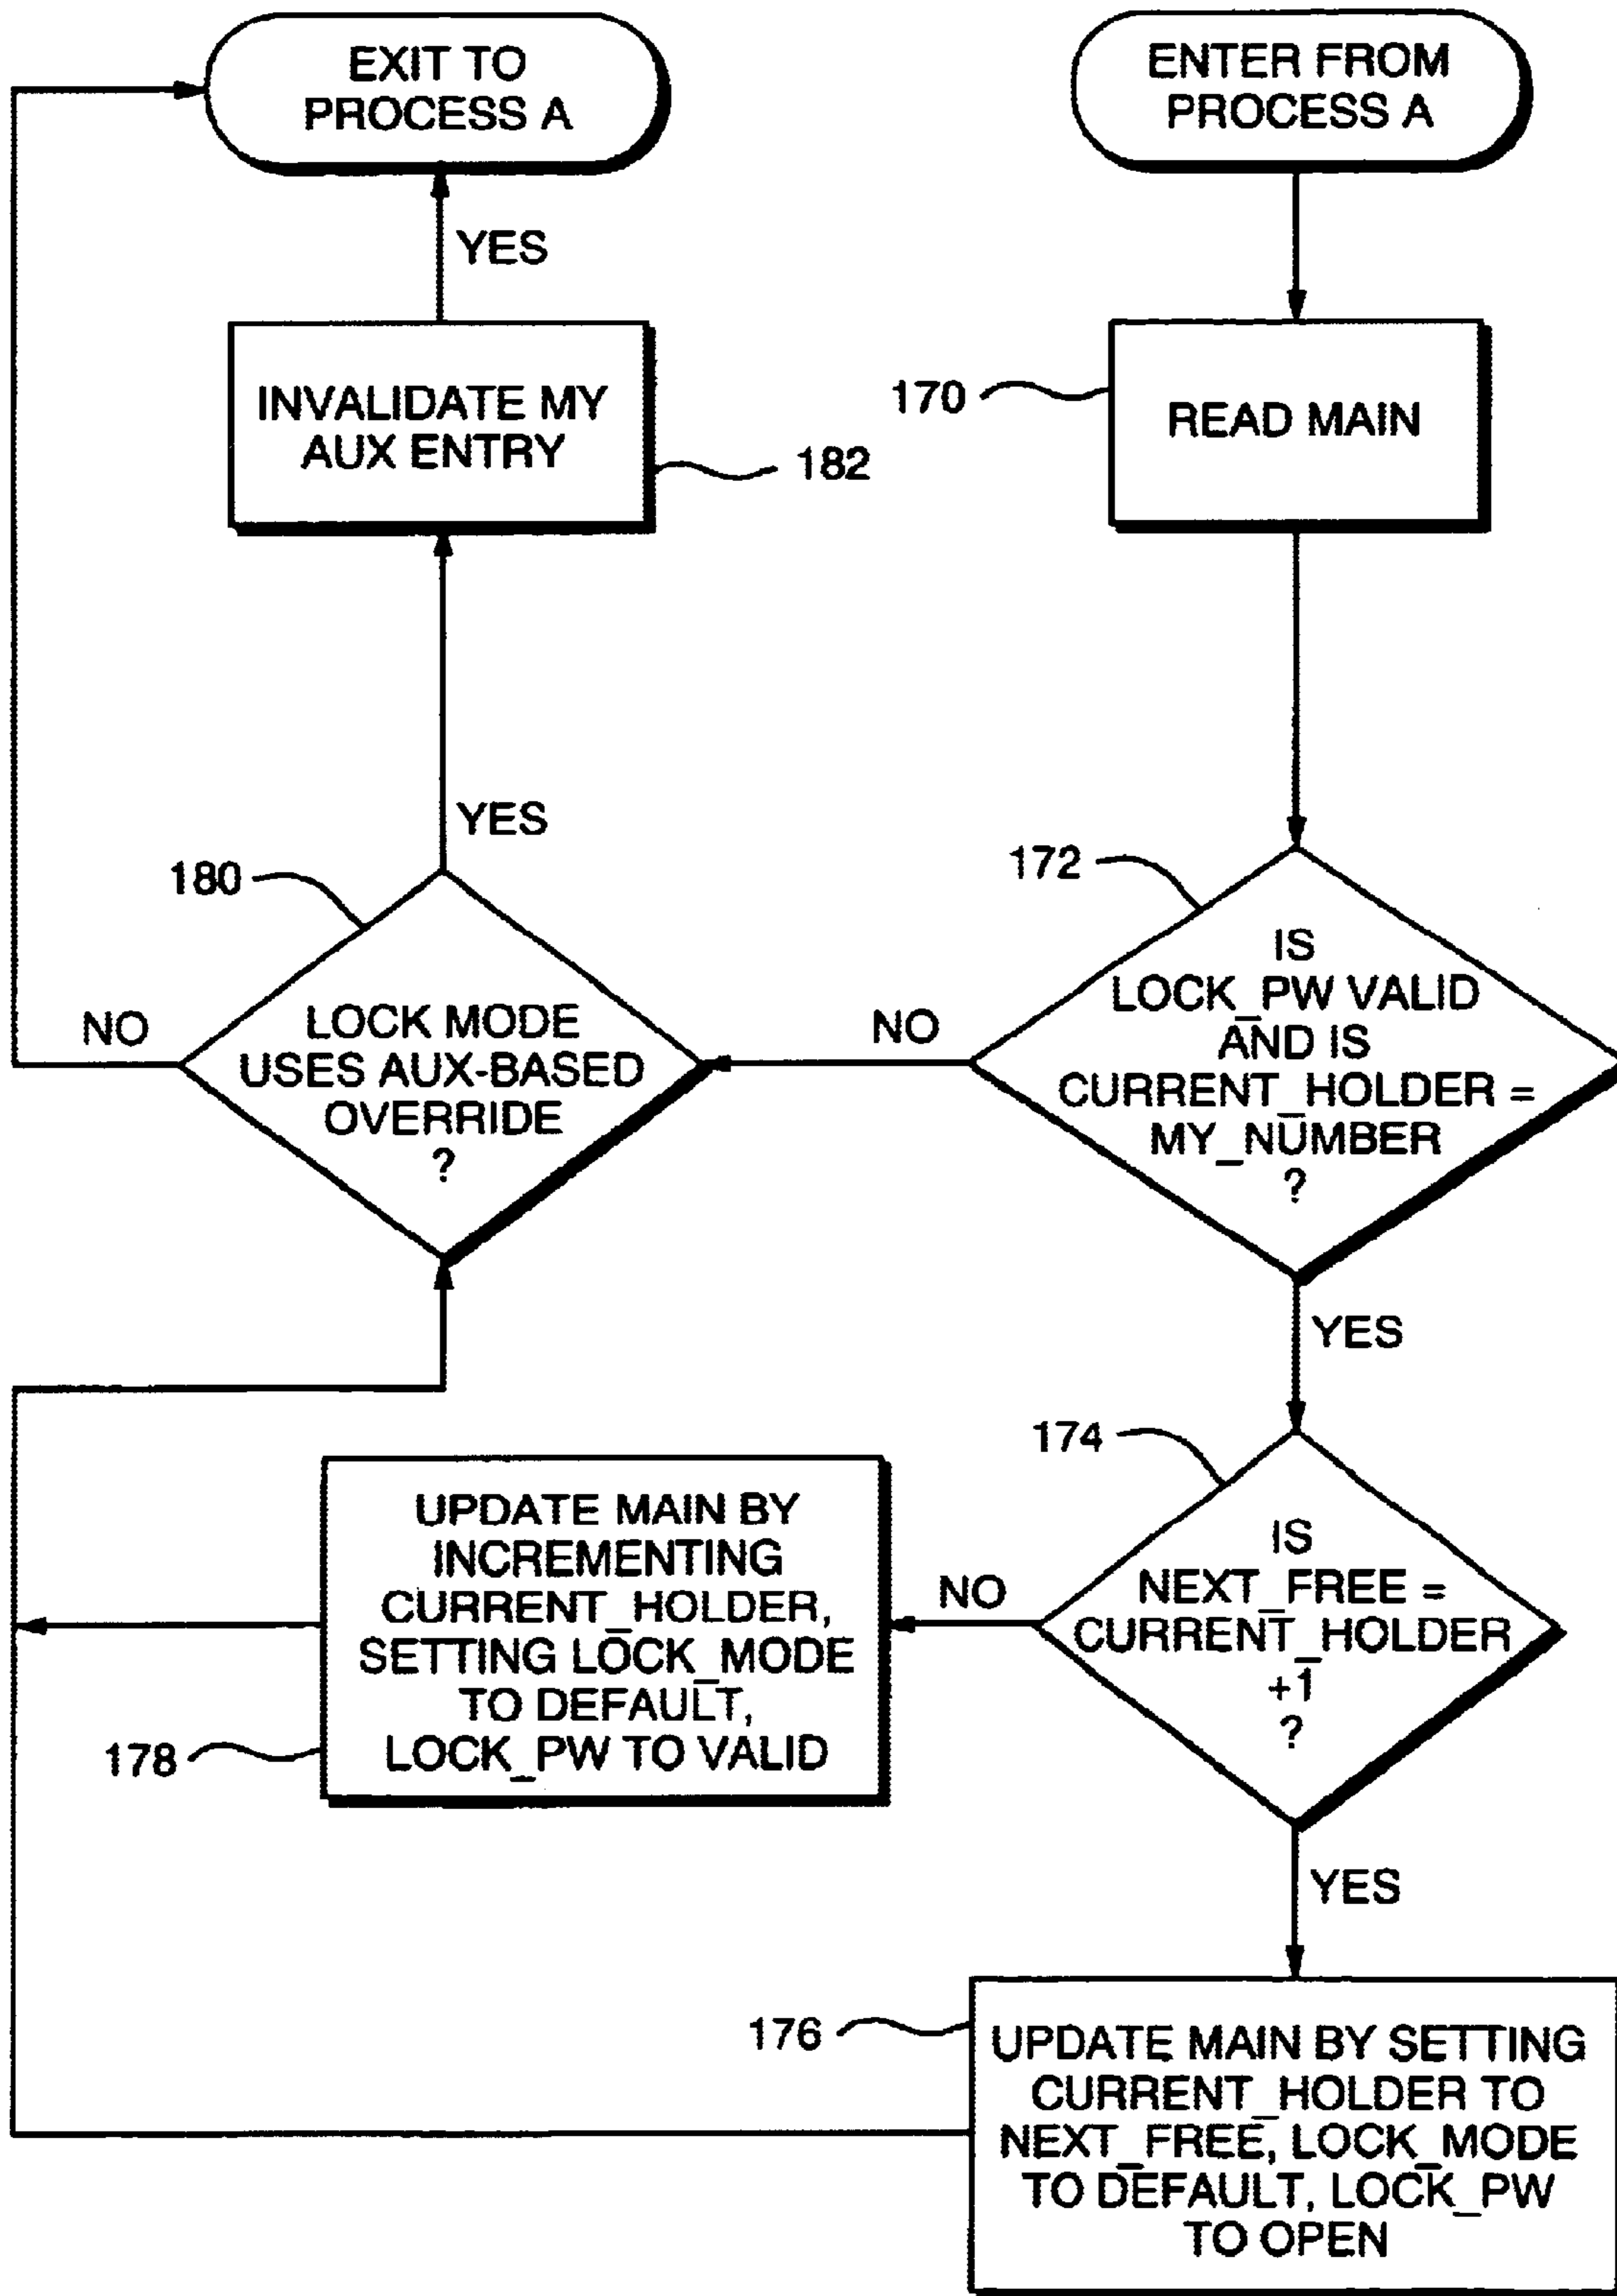 EXIT TO
PROCESS A
ENTER FROM
PROCESS A
YES
INVALIDATE MY
AUX ENTRY
182
170
READ MAIN
YES
180
172
NO
LOCK MODE
USES AUX-BASED
OVERRIDE
?
NO
IS
LOCK_PW VALID
AND IS
CURRENT_HOLDER =
MY_NUMBER
?
YES
174
IS
NEXT_FREE =
CURRENT_HOLDER
+1
?
NO
UPDATE MAIN BY
INCREMENTING
CURRENT_HOLDER,
SETTING LOCK_MODE
TO DEFAULT,
LOCK_PW TO VALID
178
YES
176
UPDATE MAIN BY SETTING
CURRENT_HOLDER TO
NEXT_FREE, LOCK_MODE
TO DEFAULT, LOCK_PW
TO OPEN